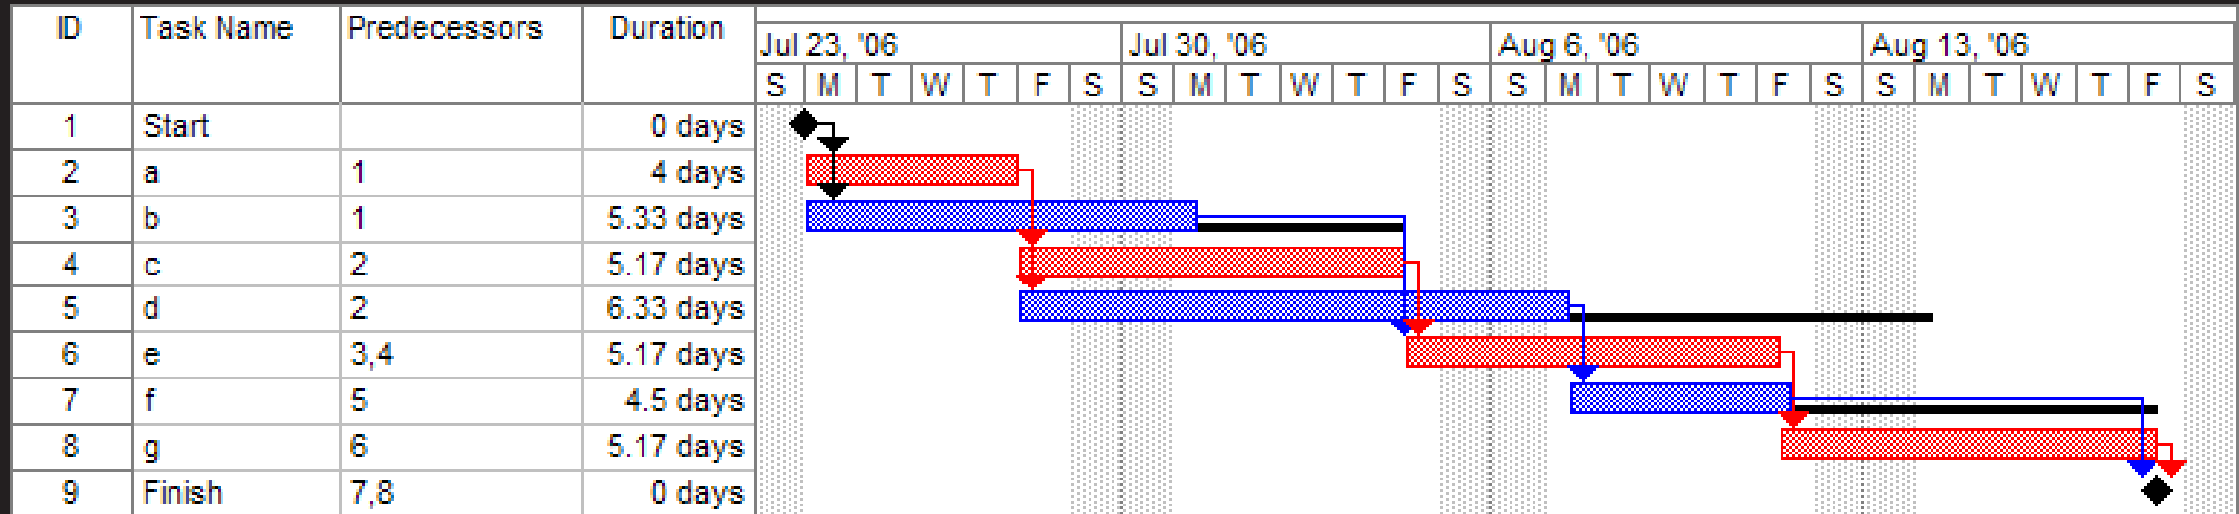 ID Task Name Predecessors Duration
Jul 23, '06 Jul 30, '06 Aug 6, '06 Aug 13, '06
S M T W T F S S M T W T F S S M T W T F S S M T W T F S
1 Start 0 days
2 a 1 4 days
3 b 1 5.33 days
4 c 2 5.17 days
5 d 2 6.33 days
6 e 3,4 5.17 days
7 f 5 4.5 days
8 g 6 5.17 days
9 Finish 7,8 0 days